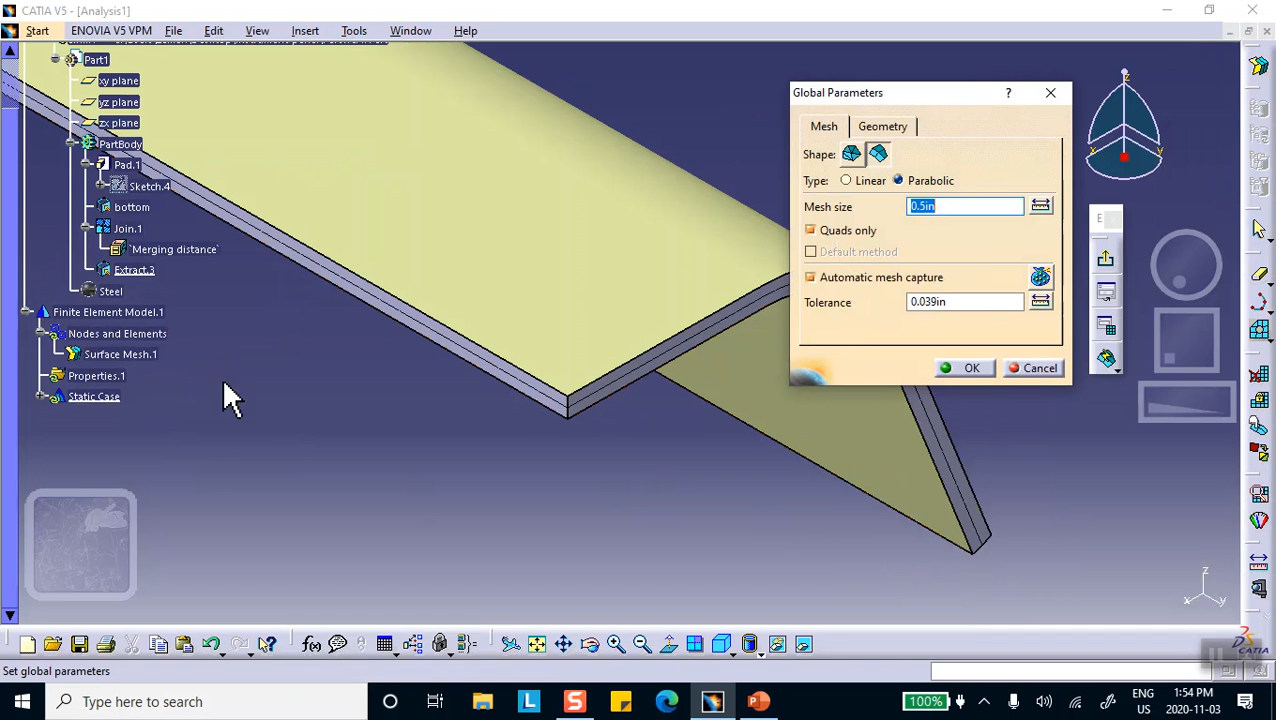 CATIA V5 - [Analysis1]
Start ENOVIA V5 VPM File Edit View Insert Tools Window Help
Part1
xy plane
yz plane
zx plane
PartBody
Pad.1
Sketch.4
bottom
Join.1
`Merging distance`
Extract.3
Steel
Finite Element Model.1
Nodes and Elements
Surface Mesh.1
Properties.1
Static Case
Global Parameters ?
Mesh Geometry
Shape:
Type: Linear Parabolic
Mesh size 0.5in
Quads only
Default method
Automatic mesh capture
Tolerance 0.039in
OK Cancel
z
x y
E
z
x y
f(x)
CATIA
Set global parameters
Type here to search
L S
100%
ENG
US
1:54 PM
2020-11-03